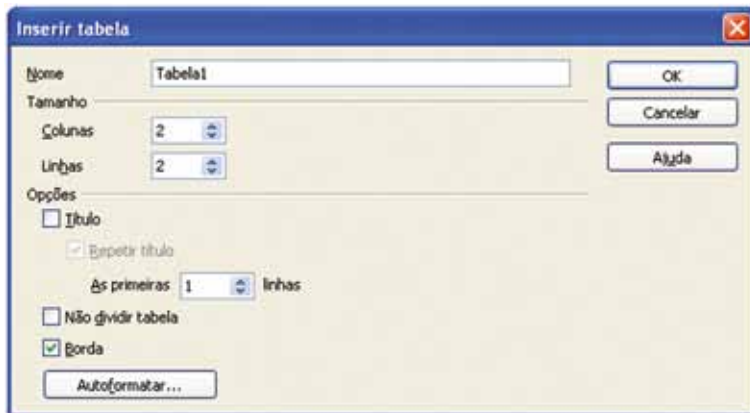 Inserir tabela
Nome Tabela1
OK
Tamanho
Cancelar
Colunas 2
Linhas 2
Ajuda
Opções
Título
Repetir título
As primeiras 1 linhas
Não dividir tabela
Borda
Autoformatar...